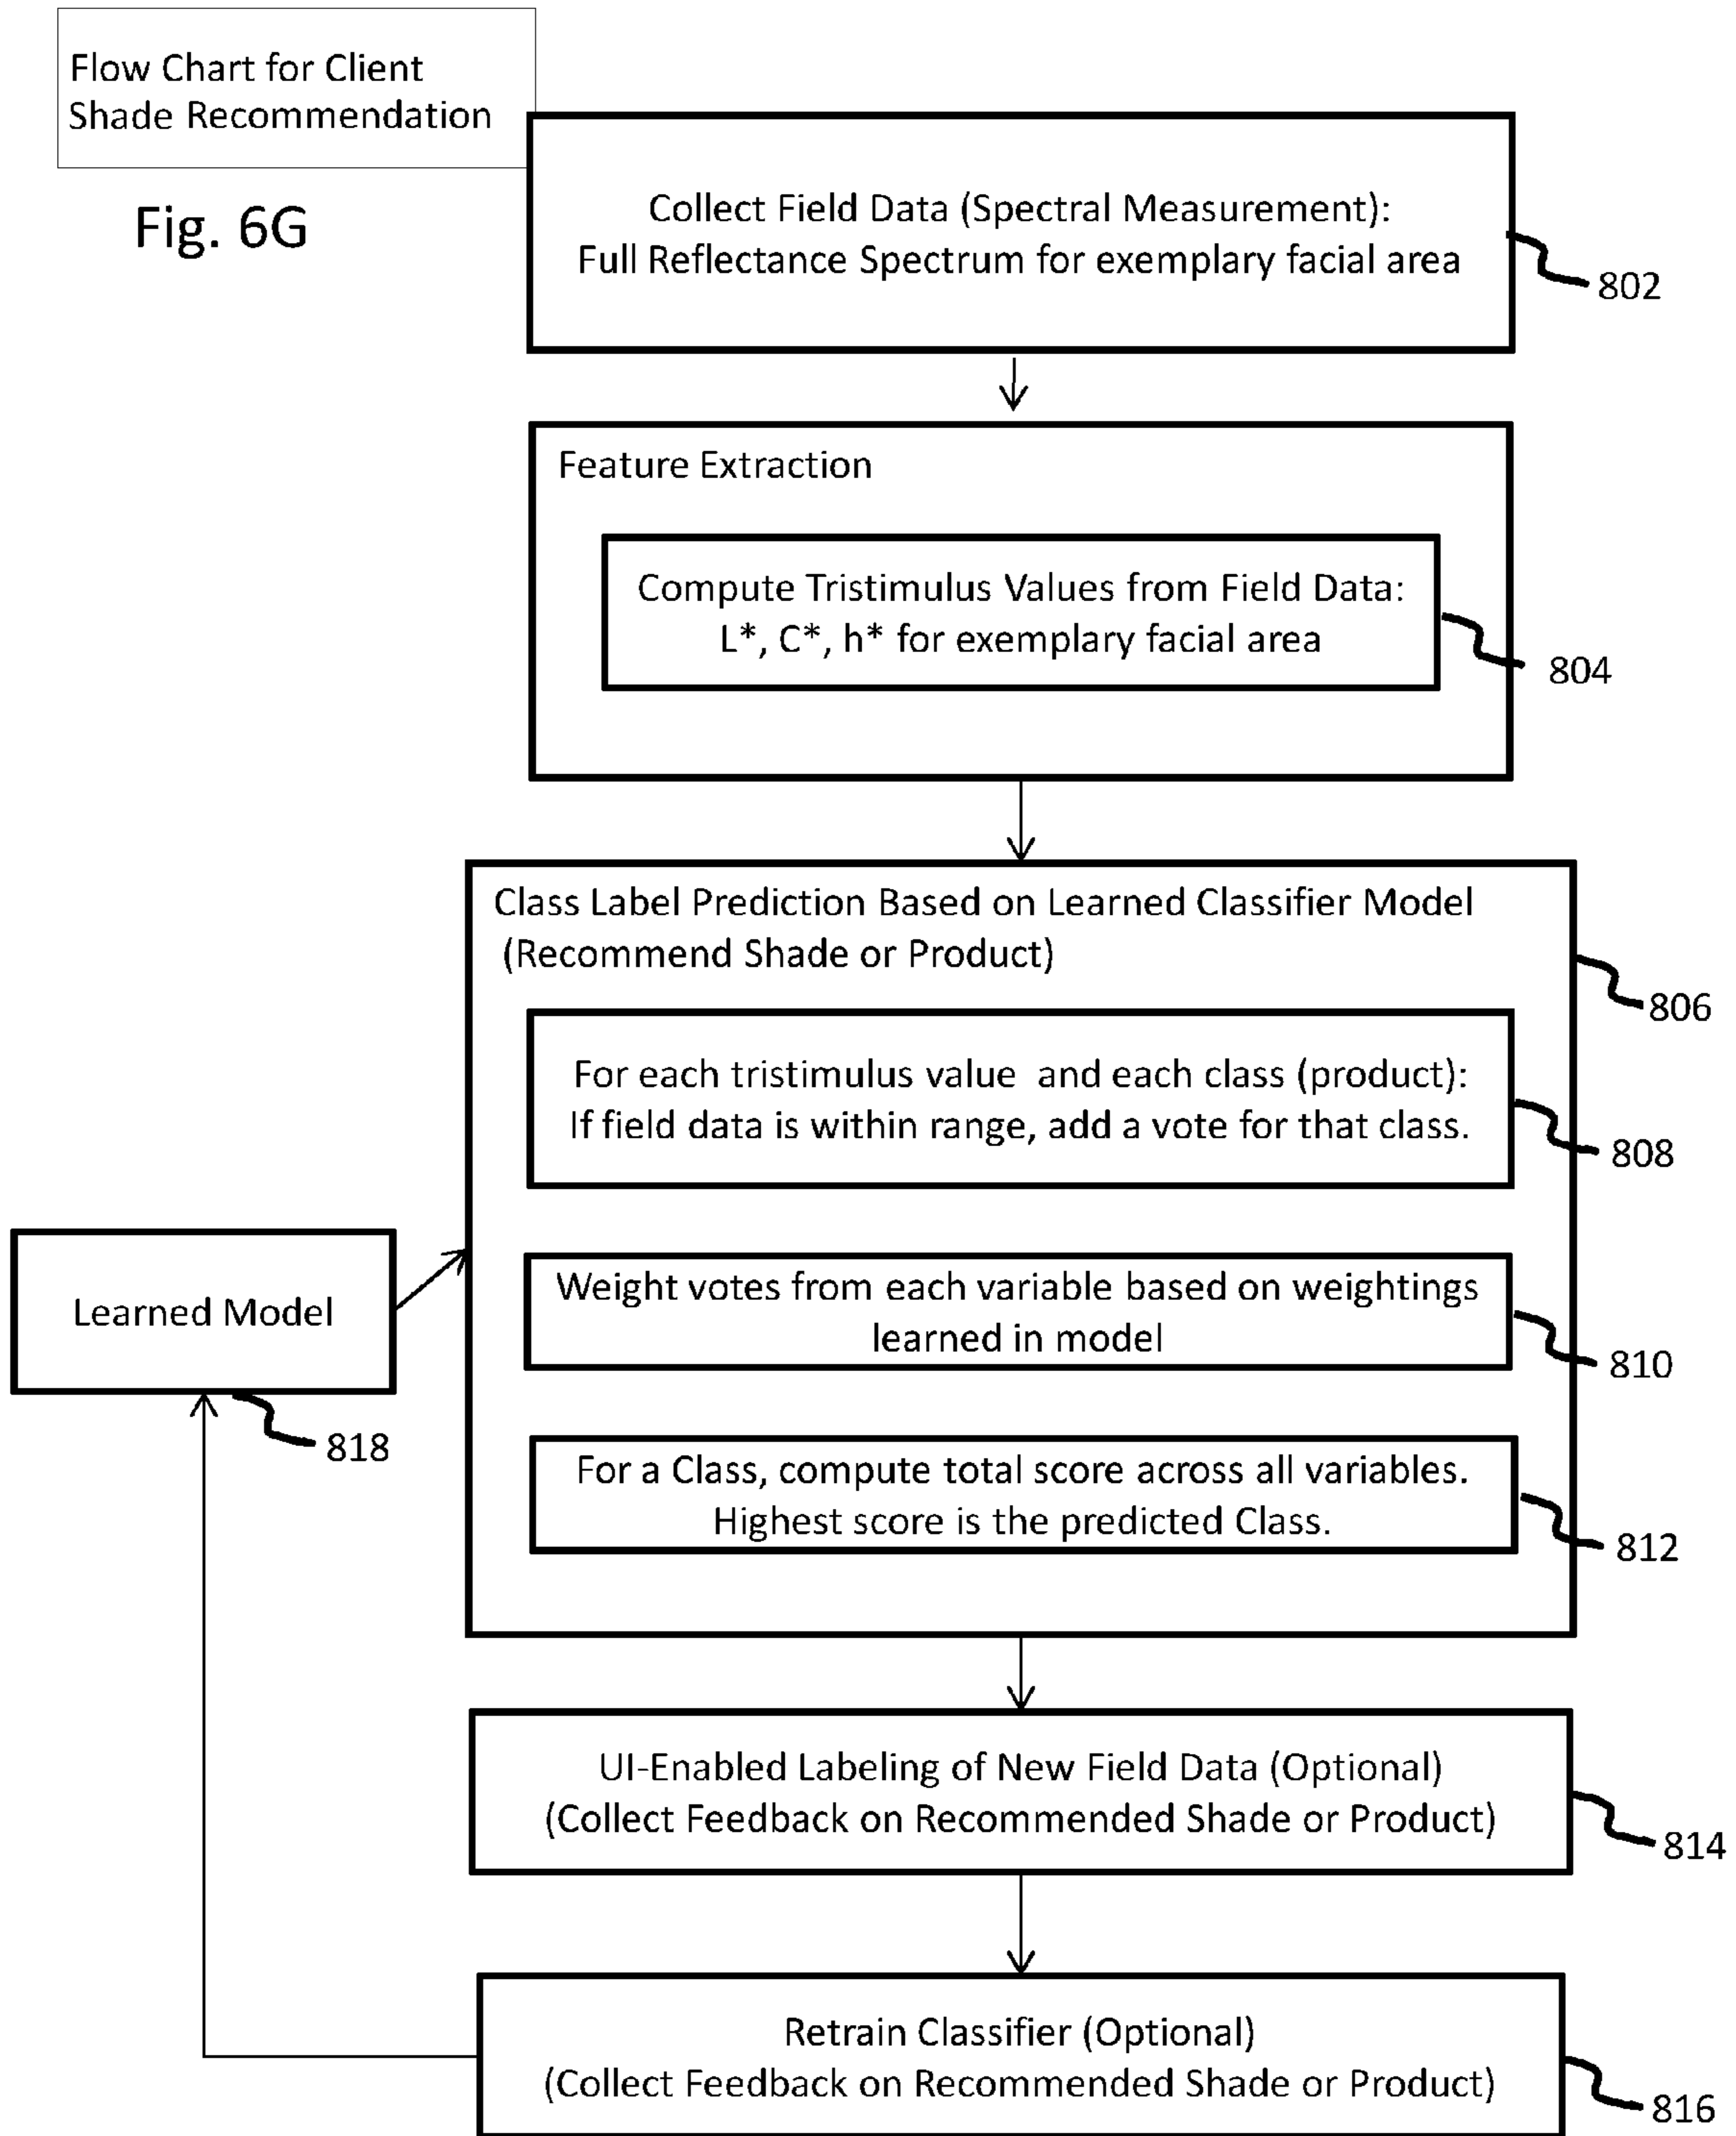 Flow Chart for Client
Shade Recommendation
Fig. 6G
Collect Field Data (Spectral Measurement):
Full Reflectance Spectrum for exemplary facial area
802
Feature Extraction
Compute Tristimulus Values from Field Data:
L*, C*, h* for exemplary facial area
804
Class Label Prediction Based on Learned Classifier Model
(Recommend Shade or Product)
806
For each tristimulus value and each class (product):
If field data is within range, add a vote for that class.
808
Weight votes from each variable based on weightings
learned in model
810
For a Class, compute total score across all variables.
Highest score is the predicted Class.
812
Learned Model
818
UI-Enabled Labeling of New Field Data (Optional)
(Collect Feedback on Recommended Shade or Product)
814
Retrain Classifier (Optional)
(Collect Feedback on Recommended Shade or Product)
816